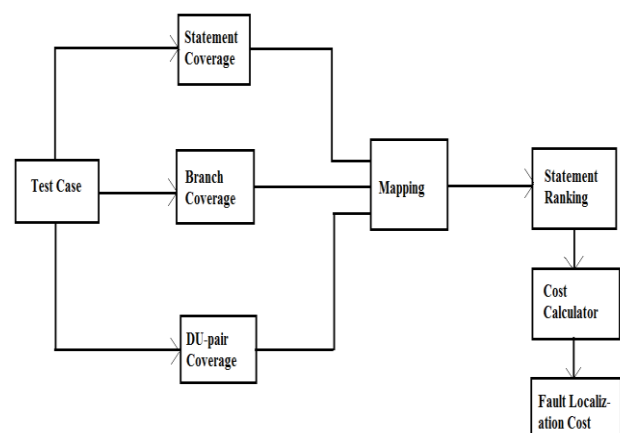 Statement
Coverage
Test Case
Branch
Coverage
Mapping
Statement
Ranking
DU-pair
Coverage
Cost
Calculator
Fault Localiz-
ation Cost